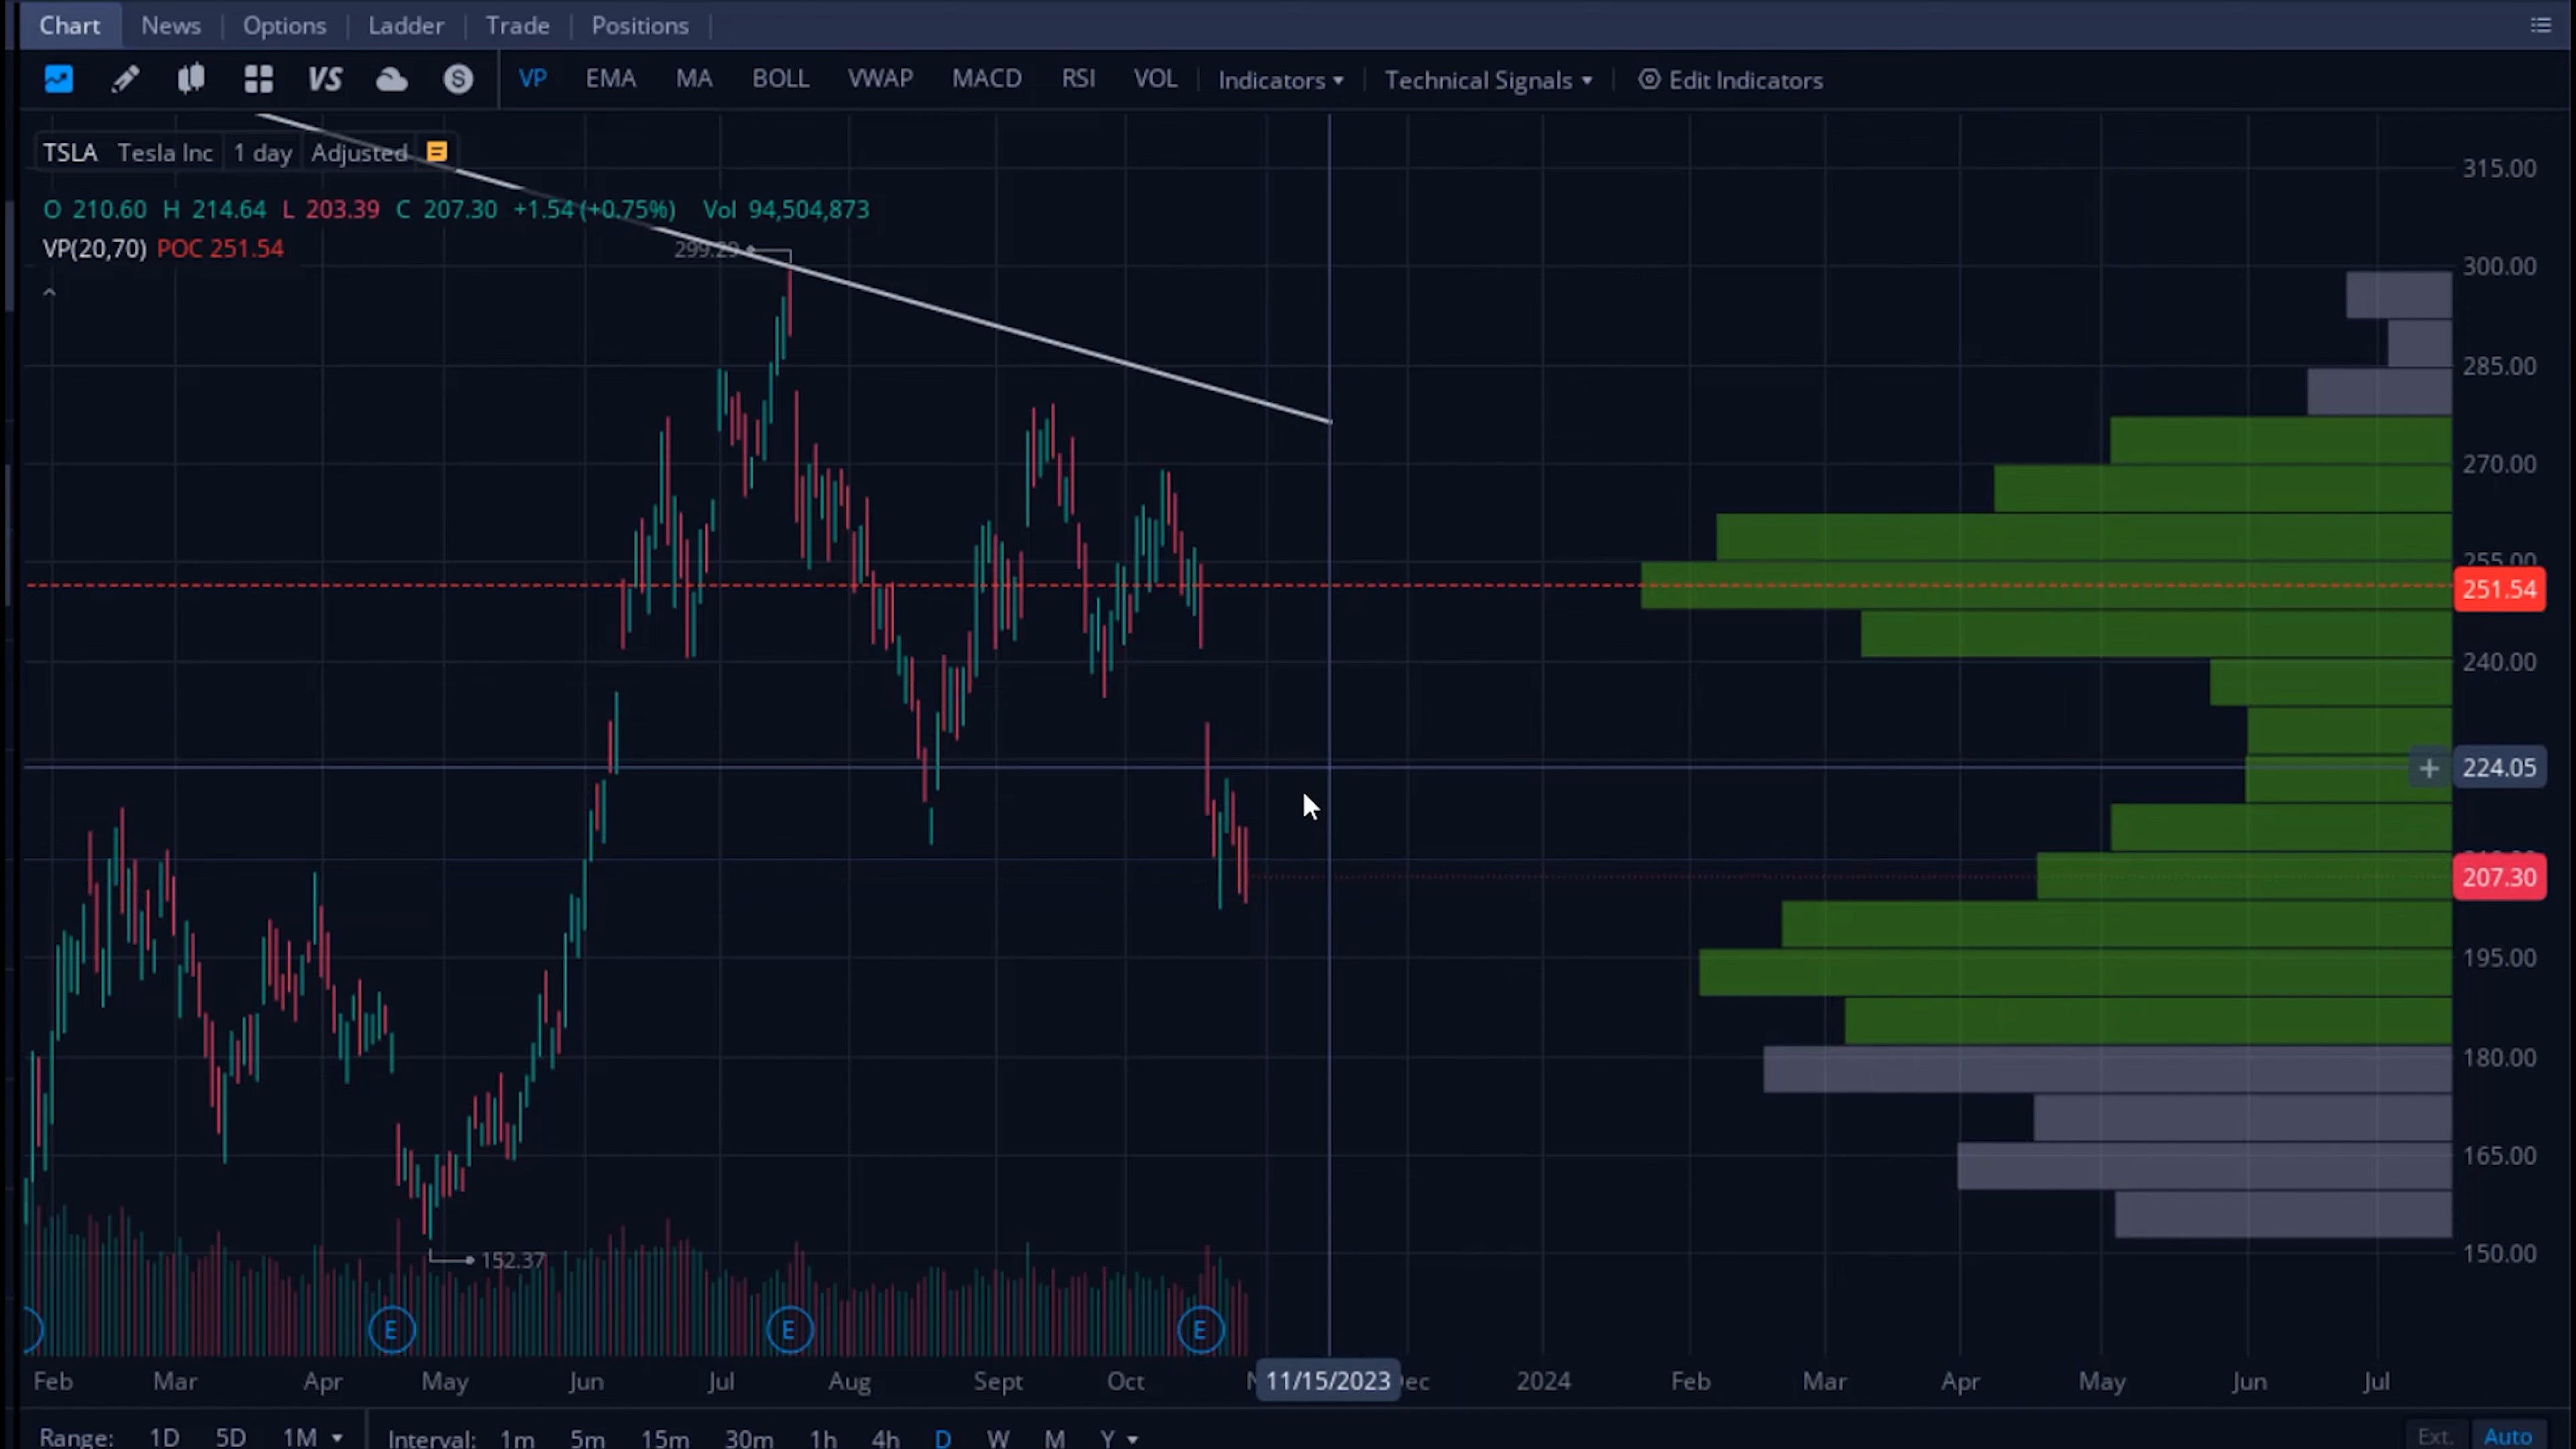 Chart News Options Ladder Trade Positions
VS S VP EMA MA BOLL VWAP MACD RSI VOL Indicators Technical Signals Edit Indicators
TSLA Tesla Inc 1 day Adjusted
O 210.60 H 214.64 L 203.39 C 207.30 +1.54 (+0.75%) Vol 94,504,873
VP(20,70) POC 251.54
299.29
315.00
300.00
285.00
270.00
255.00
251.54
240.00
+ 224.05
207.30
195.00
180.00
165.00
150.00
152.37
E E E
Feb Mar Apr May Jun Jul Aug Sept Oct 11/15/2023 2024 Feb Mar Apr May Jun Jul
Range: 1D 5D 1M Interval: 1m 5m 15m 30m 1h 4h D W M Y Ext. Auto